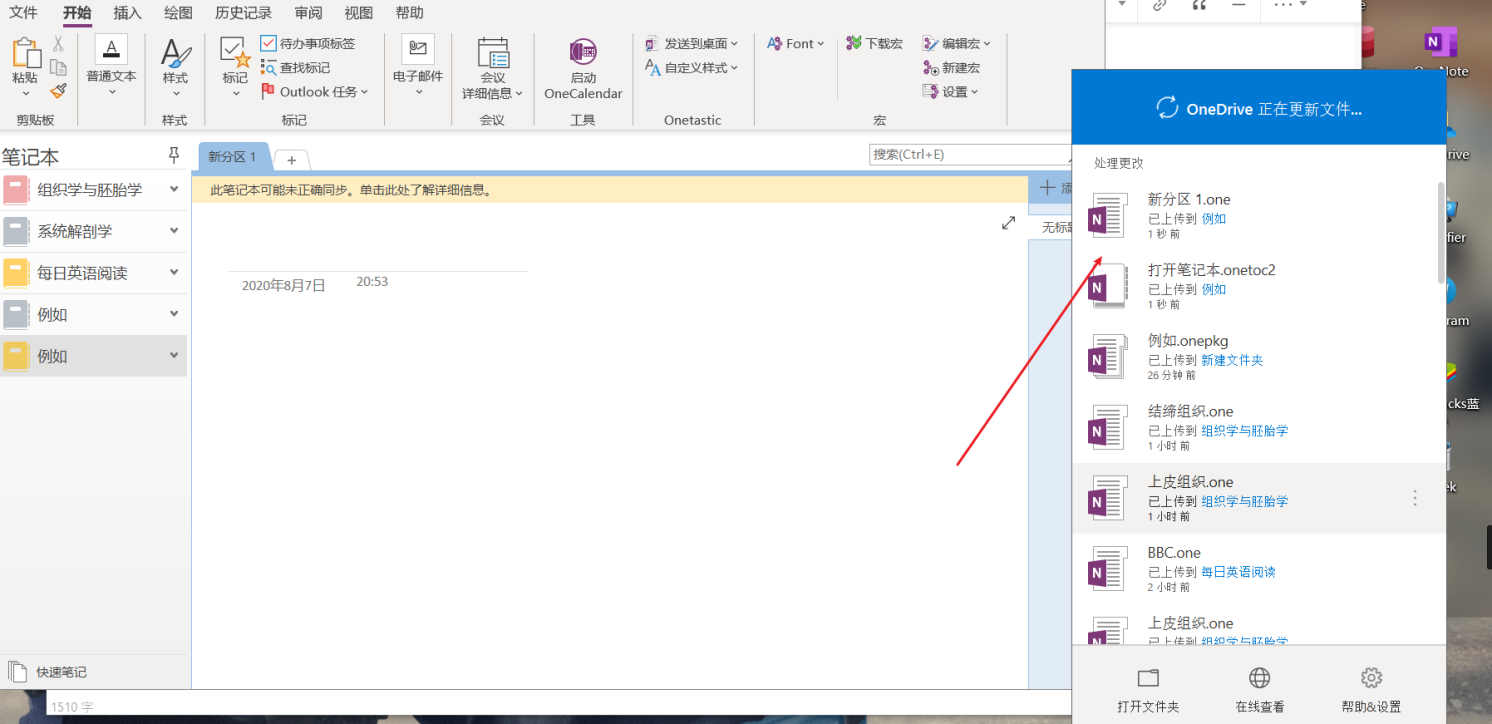 文件 开始 插入 绘图 历史记录 审阅 视图 帮助
粘贴
剪贴板
普通文本
样式
样式
标记
待办事项标签
查找标记
Outlook 任务
标记
电子邮件
会议
详细信息
会议
启动
OneCalendar
工具
发送到桌面
自定义样式
Onetastic
Font
下载宏
编辑宏
新建宏
设置
宏
笔记本
组织学与胚胎学
系统解剖学
每日英语阅读
例如
例如
快速笔记
新分区 1
搜索(Ctrl+E)
此笔记本可能未正确同步。单击此处了解详细信息。
添
无标题
2020年8月7日 20:53
1510 字
OneDrive 正在更新文件...
处理更改
新分区 1.one
已上传到 例如
1 秒 前
打开笔记本.onetoc2
已上传到 例如
1 秒 前
例如.onepkg
已上传到 新建文件夹
26 分钟 前
结缔组织.one
已上传到 组织学与胚胎学
1 小时 前
上皮组织.one
已上传到 组织学与胚胎学
1 小时 前
BBC.one
已上传到 每日英语阅读
2 小时 前
上皮组织.one
已上传到 组织学与胚胎学
打开文件夹 在线查看 帮助&设置
rive
fier
ram
cks蓝
ek